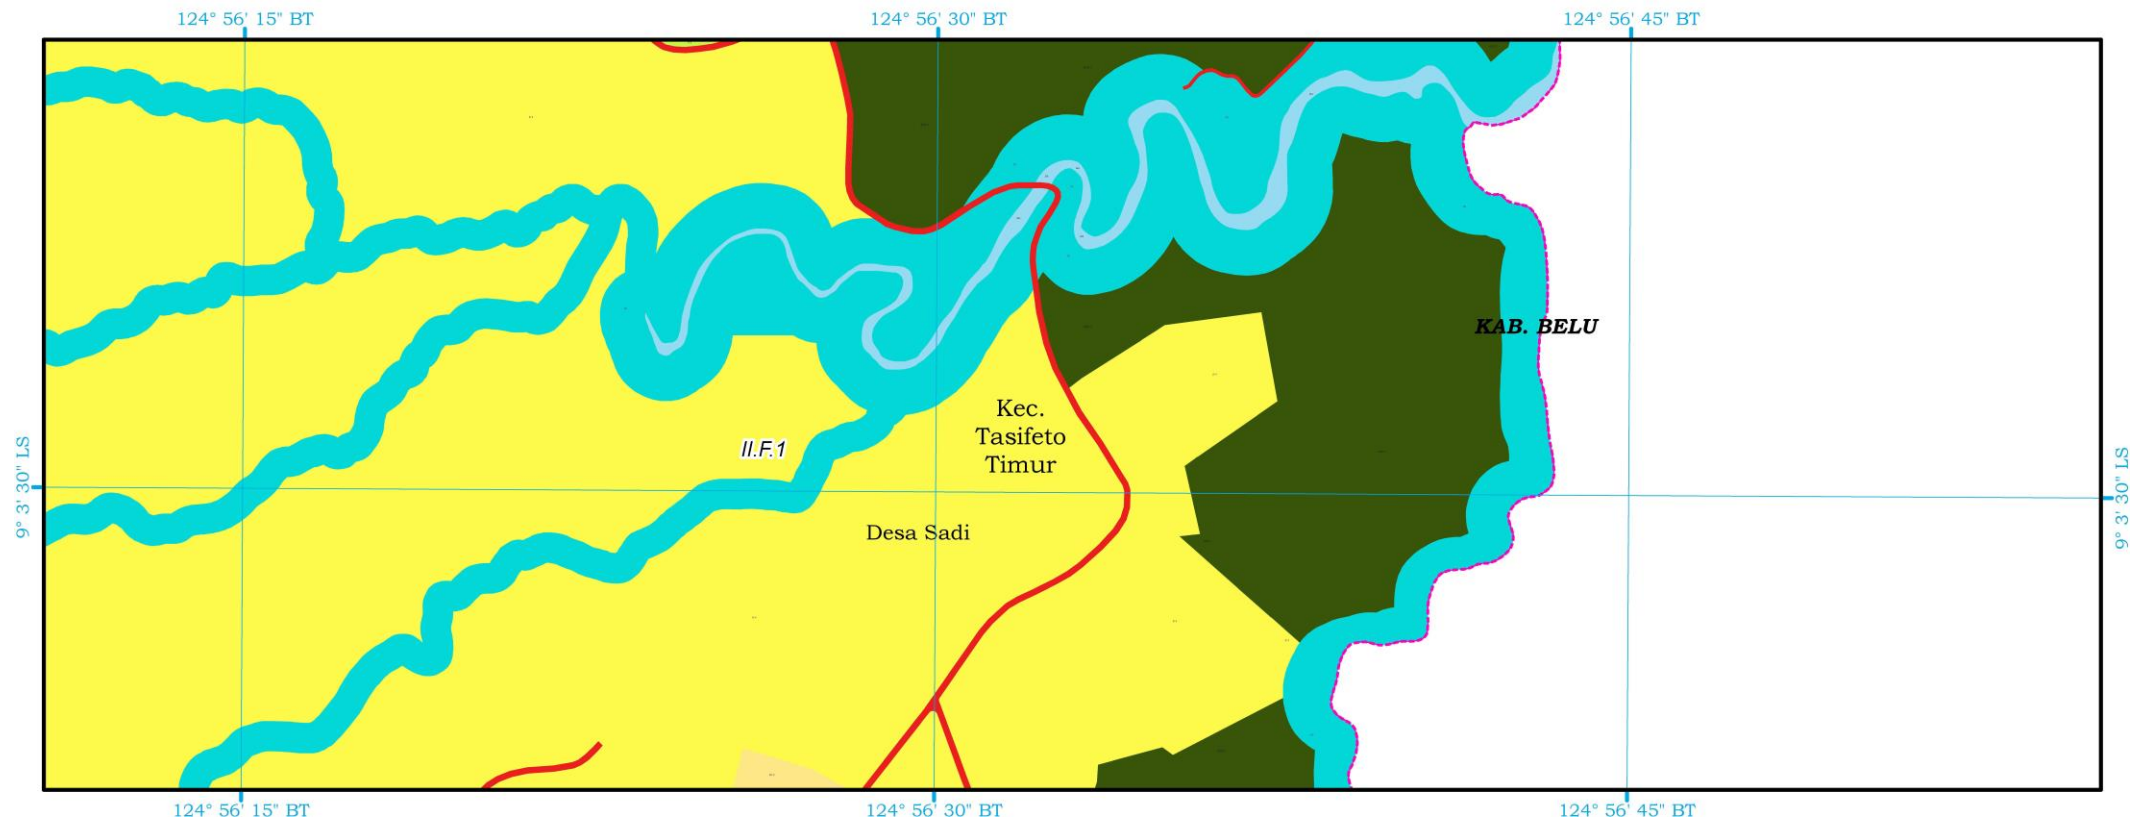 124° 56' 15" BT
124° 56' 30" BT
124° 56' 45" BT
KAB. BELU
Kec.
Tasifeto
Timur
II.F.1
9° 3' 30" LS
9° 3' 30" LS
Desa Sadi
124° 56' 15" BT
124° 56' 30" BT
124° 56' 45" BT